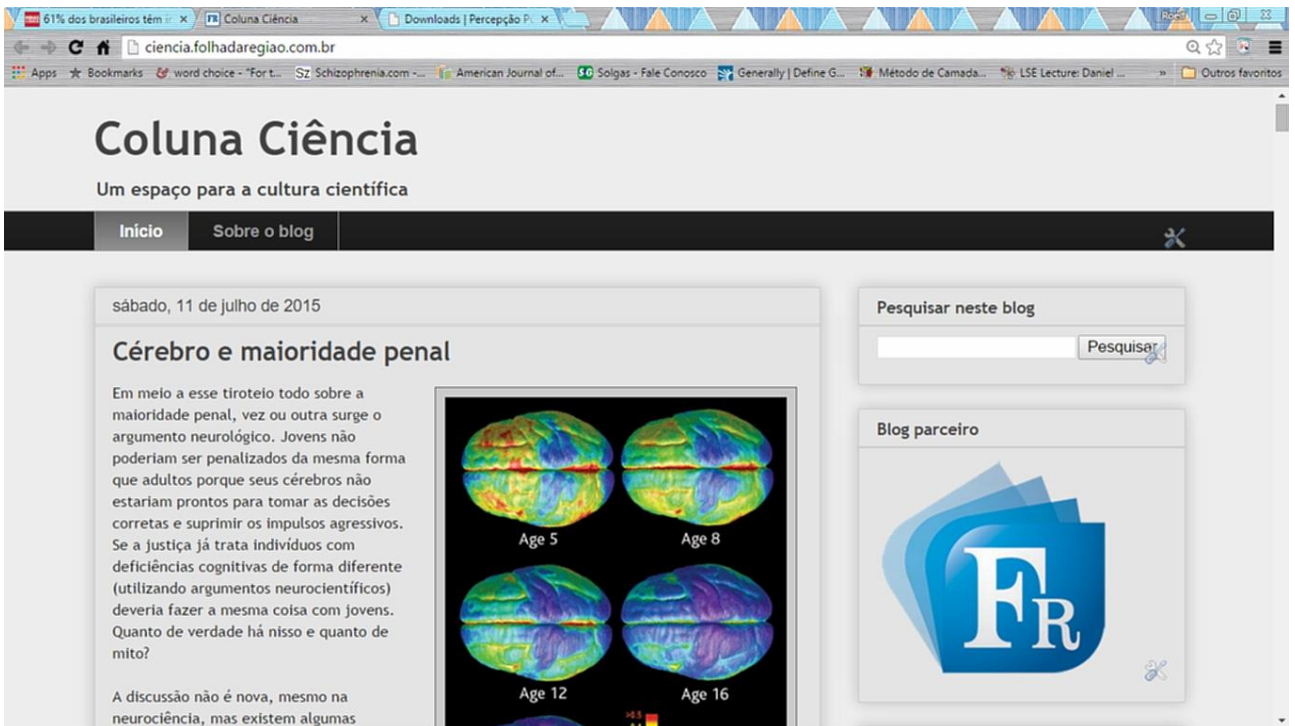 61% dos brasileiros têm
FR Coluna Ciência
Downloads | Percepção P
ciencia.folhadaregiao.com.br
Apps
Bookmarks
word choice - "For t...
SZ Schizophrenia.com -...
American Journal of...
SG Solgas - Fale Conosco
Generally | Define G...
Método de Camada...
LSE Lecture: Daniel ...
»
Outros favoritos
Coluna Ciência
Um espaço para a cultura científica
Início
Sobre o blog
sábado, 11 de julho de 2015
Cérebro e maioridade penal
Em meio a esse tiroteio todo sobre a
maioridade penal, vez ou outra surge o
argumento neurológico. Jovens não
poderiam ser penalizados da mesma forma
que adultos porque seus cérebros não
estariam prontos para tomar as decisões
corretas e suprimir os impulsos agressivos.
Se a justiça já trata indivíduos com
deficiências cognitivas de forma diferente
(utilizando argumentos neurocientíficos)
deveria fazer a mesma coisa com jovens.
Quanto de verdade há nisso e quanto de
mito?
A discussão não é nova, mesmo na
neurociência, mas existem algumas
Age 5
Age 8
Age 12
Age 16
>0.5
Pesquisar neste blog
Pesquisar
Blog parceiro
FR